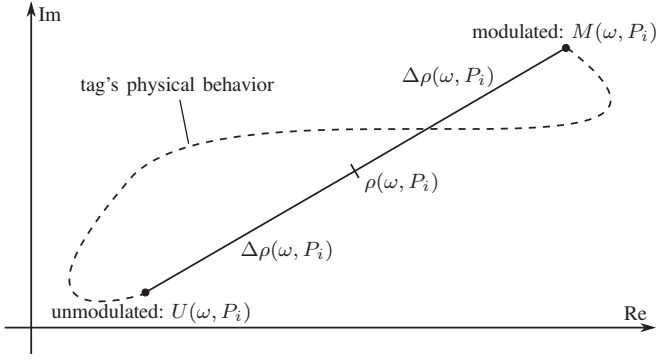 Im
modulated: M(ω, P_i)
Δρ(ω, P_i)
tag's physical behavior
ρ(ω, P_i)
Δρ(ω, P_i)
unmodulated: U(ω, P_i)
Re